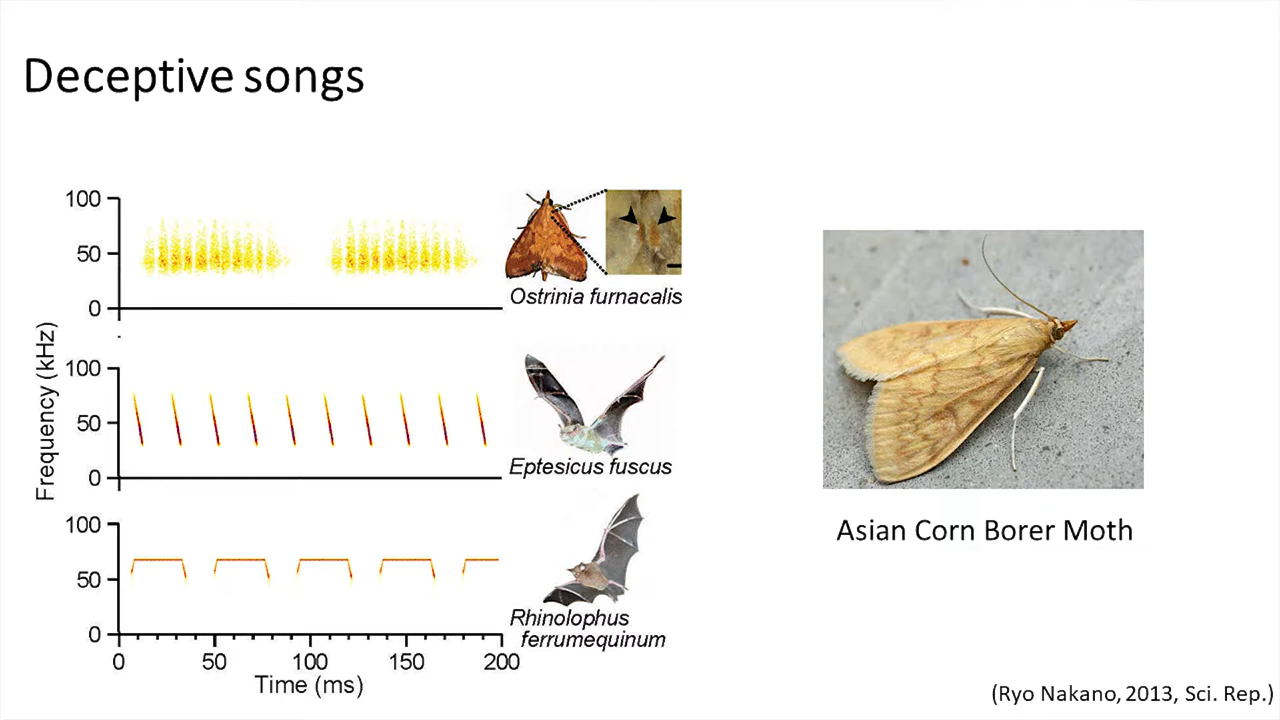 Deceptive songs
Frequency (kHz)
100
50
0
Ostrinia furnacalis
100
50
0
Eptesicus fuscus
100
50
0
Rhinolophus
ferrumequinum
0 50 100 150 200
Time (ms)
Asian Corn Borer Moth
(Ryo Nakano, 2013, Sci. Rep.)